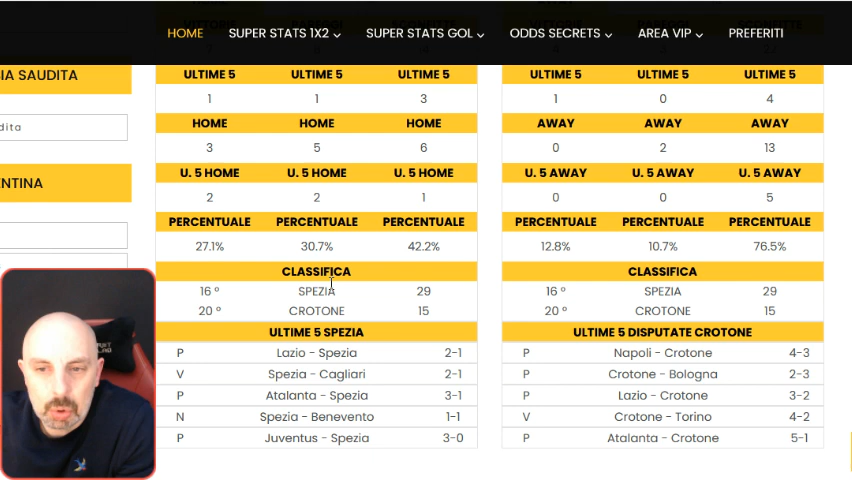 HOME SUPER STATS 1X2 SUPER STATS GOL ODDS SECRETS AREA VIP PREFERITI
SAUDITA
dita
ENTINA
ULTIME 5 ULTIME 5 ULTIME 5
1 1 3
HOME HOME HOME
3 5 6
U. 5 HOME U. 5 HOME U. 5 HOME
2 2 1
PERCENTUALE PERCENTUALE PERCENTUALE
27.1% 30.7% 42.2%
CLASSIFICA
16 º SPEZIA 29
20 º CROTONE 15
ULTIME 5 SPEZIA
P Lazio - Spezia 2-1
V Spezia - Cagliari 2-1
P Atalanta - Spezia 3-1
N Spezia - Benevento 1-1
P Juventus - Spezia 3-0
ULTIME 5 ULTIME 5 ULTIME 5
1 0 4
AWAY AWAY AWAY
0 2 13
U. 5 AWAY U. 5 AWAY U. 5 AWAY
0 0 5
PERCENTUALE PERCENTUALE PERCENTUALE
12.8% 10.7% 76.5%
CLASSIFICA
16 º SPEZIA 29
20 º CROTONE 15
ULTIME 5 DISPUTATE CROTONE
P Napoli - Crotone 4-3
P Crotone - Bologna 2-3
P Lazio - Crotone 3-2
V Crotone - Torino 4-2
P Atalanta - Crotone 5-1